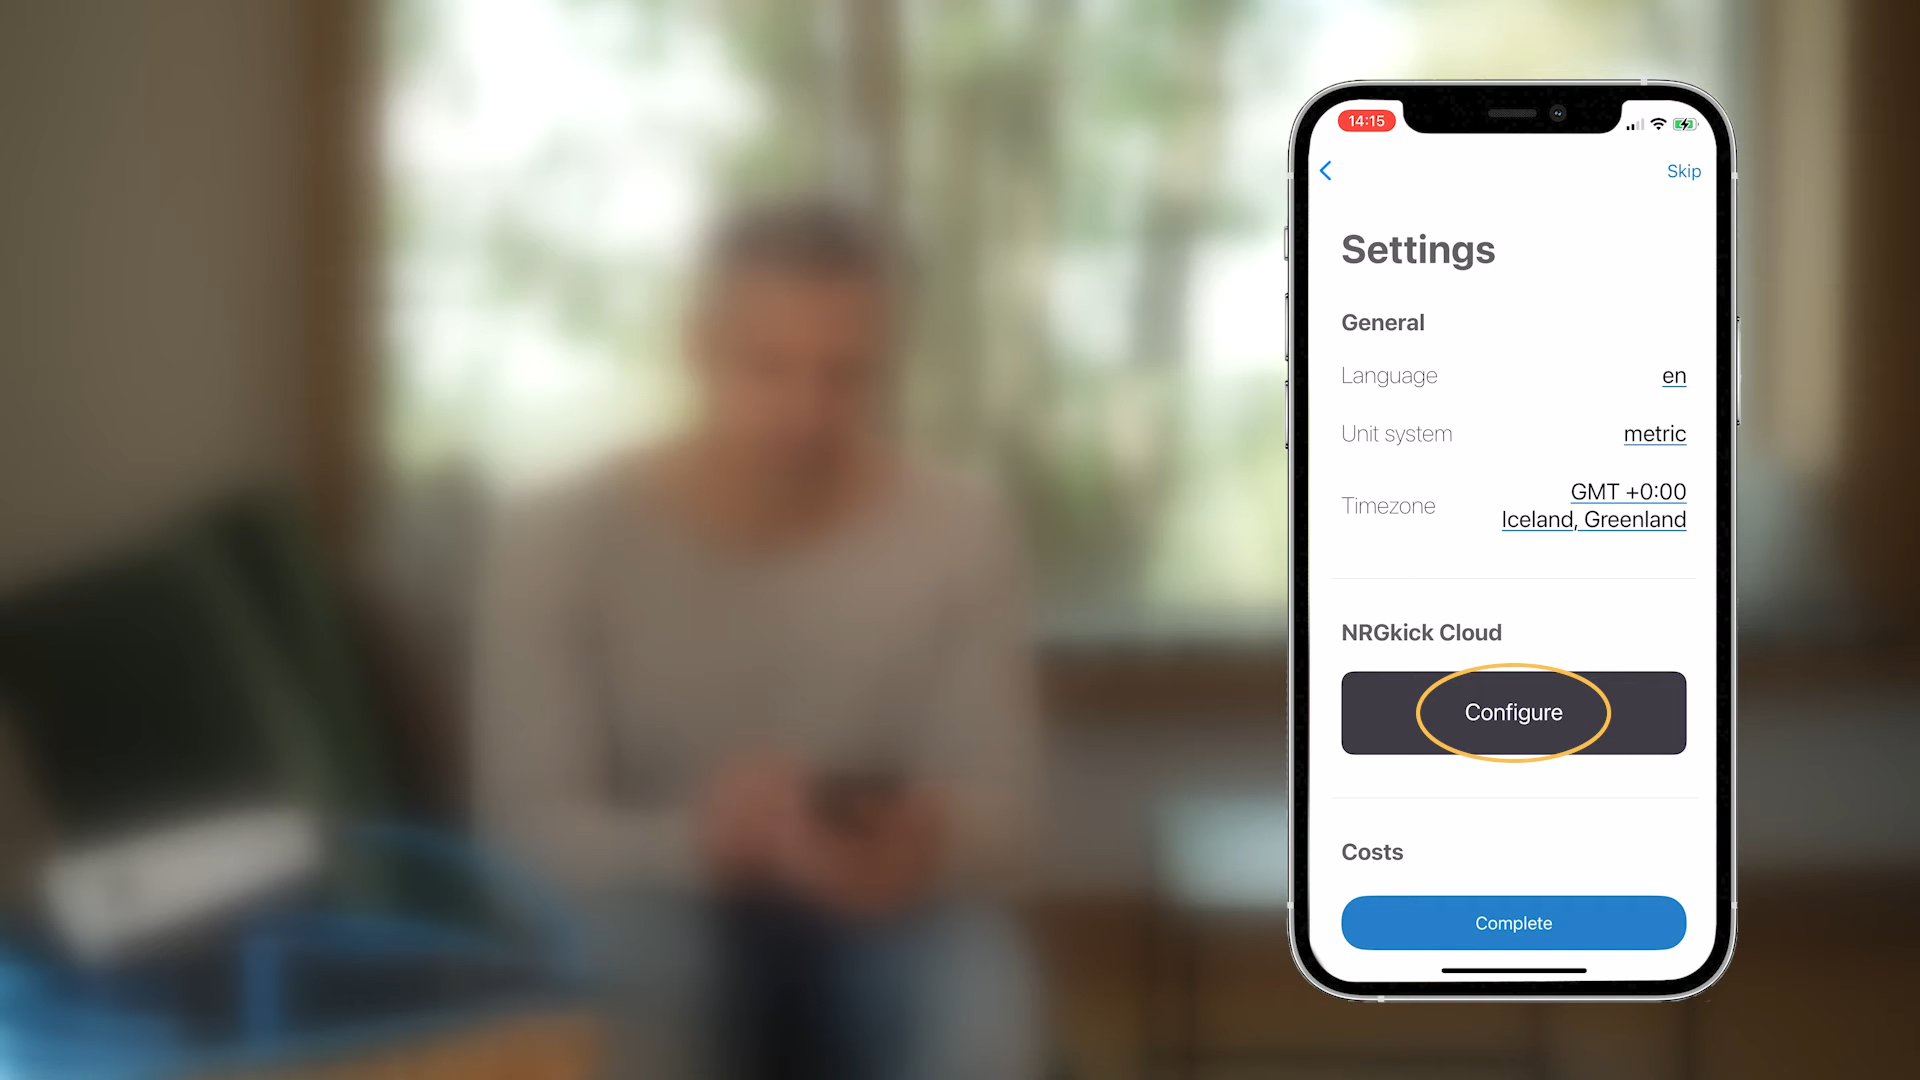 14:15
Skip
Settings
General
Language en
Unit system metric
Timezone GMT +0:00
Iceland, Greenland
NRGkick Cloud
Configure
Costs
Complete